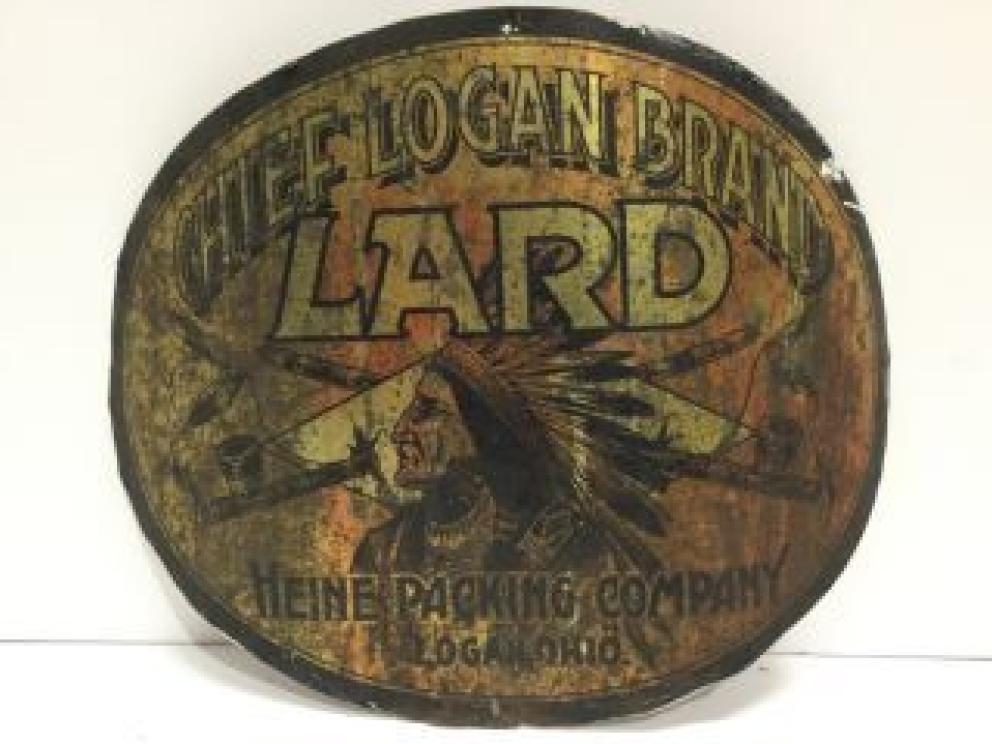 CHIEF LOGAN BRAND
LARD
HEINE PACKING COMPANY
LOGAN, OHIO.